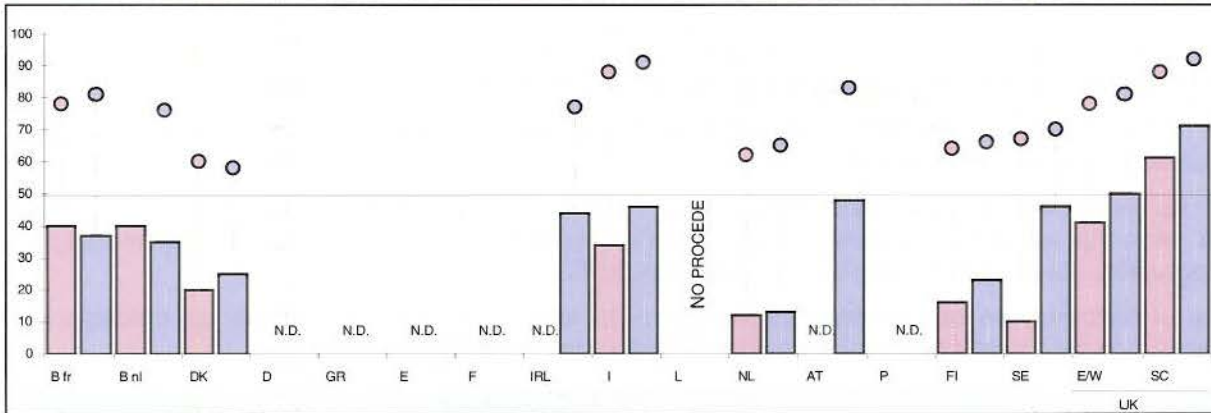 100
90
80
70
60
50
40
30
20
10
0
NO PROCEDE
N.D. N.D. N.D. N.D. N.D. N.D. N.D.
B fr B nl DK D GR E F IRL I L NL AT P FI SE E/W SC
UK